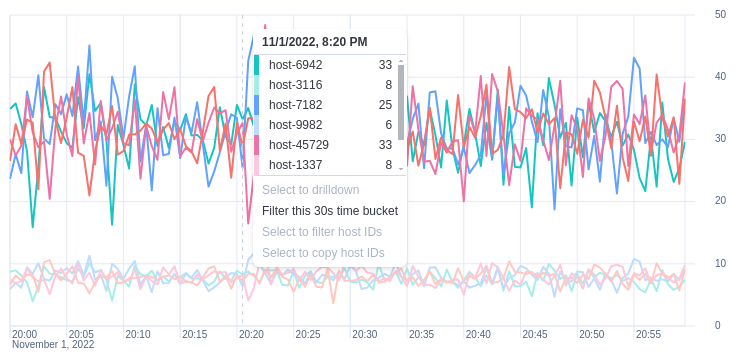 50
40
30
20
10
0
11/1/2022, 8:20 PM
host-6942 33
host-3116 8
host-7182 25
host-9982 7
host-45729 33
host-1337 8
Select to drilldown
Filter this 30s time bucket
Select to filter host IDs
Select to copy host IDs
20:00 20:05 20:10 20:15 20:20 20:25 20:30 20:35 20:40 20:45 20:50 20:55
November 1, 2022